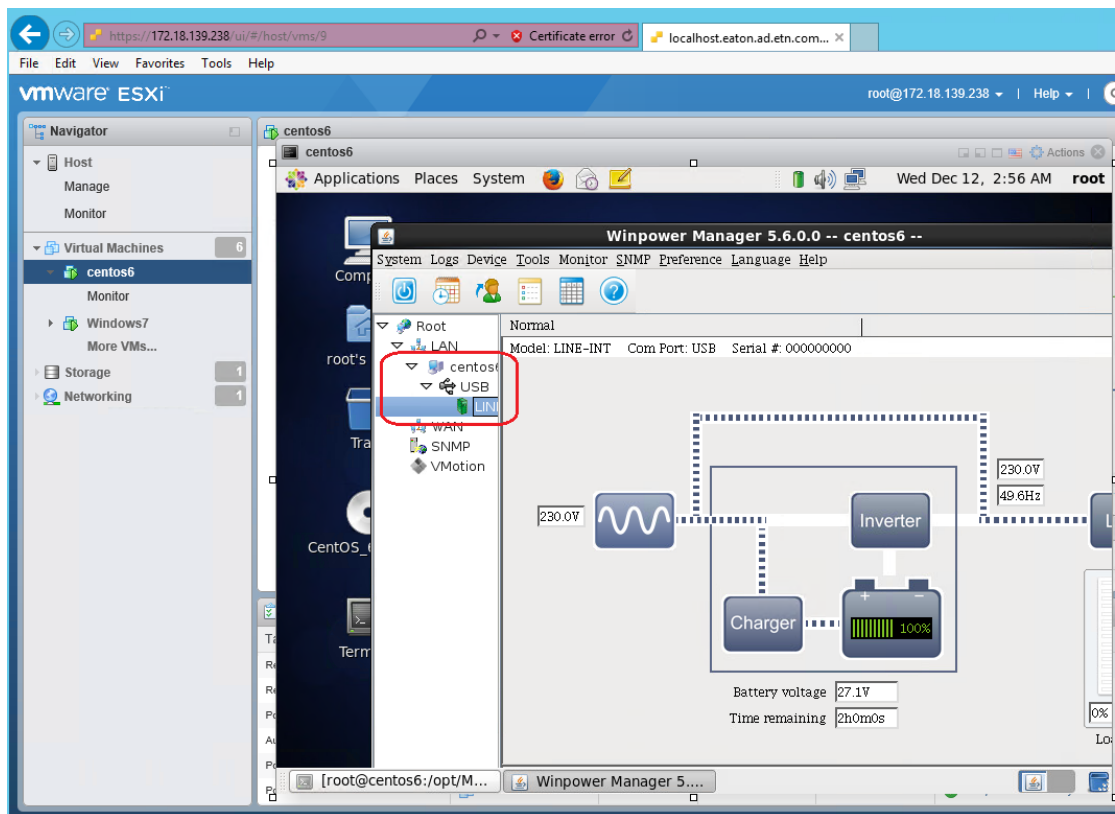 https://172.18.139.238/ui/#/host/vms/9
Certificate error
localhost.eaton.ad.etn.com...
File Edit View Favorites Tools Help
vmware ESXi
root@172.18.139.238 | Help |
Navigator
centos6
Host
Manage
Monitor
Virtual Machines 6
centos6
Monitor
Windows7
More VMs...
Storage 1
Networking 1
centos6
Actions
Applications Places System
Wed Dec 12, 2:56 AM root
Winpower Manager 5.6.0.0 -- centos6 --
System Logs Device Tools Monitor SNMP Preference Language Help
Root
LAN
centos6
USB
LIN
WAN
SNMP
VMotion
Normal
Model: LINE-INT Com Port: USB Serial #: 000000000
230.0V
230.0V
49.6Hz
Inverter
L
Charger
+ −
100%
Battery voltage 27.1V
Time remaining 2h0m0s
0%
Comp
root's
Tra
CentOS_
Term
[root@centos6:/opt/M...
Winpower Manager 5....